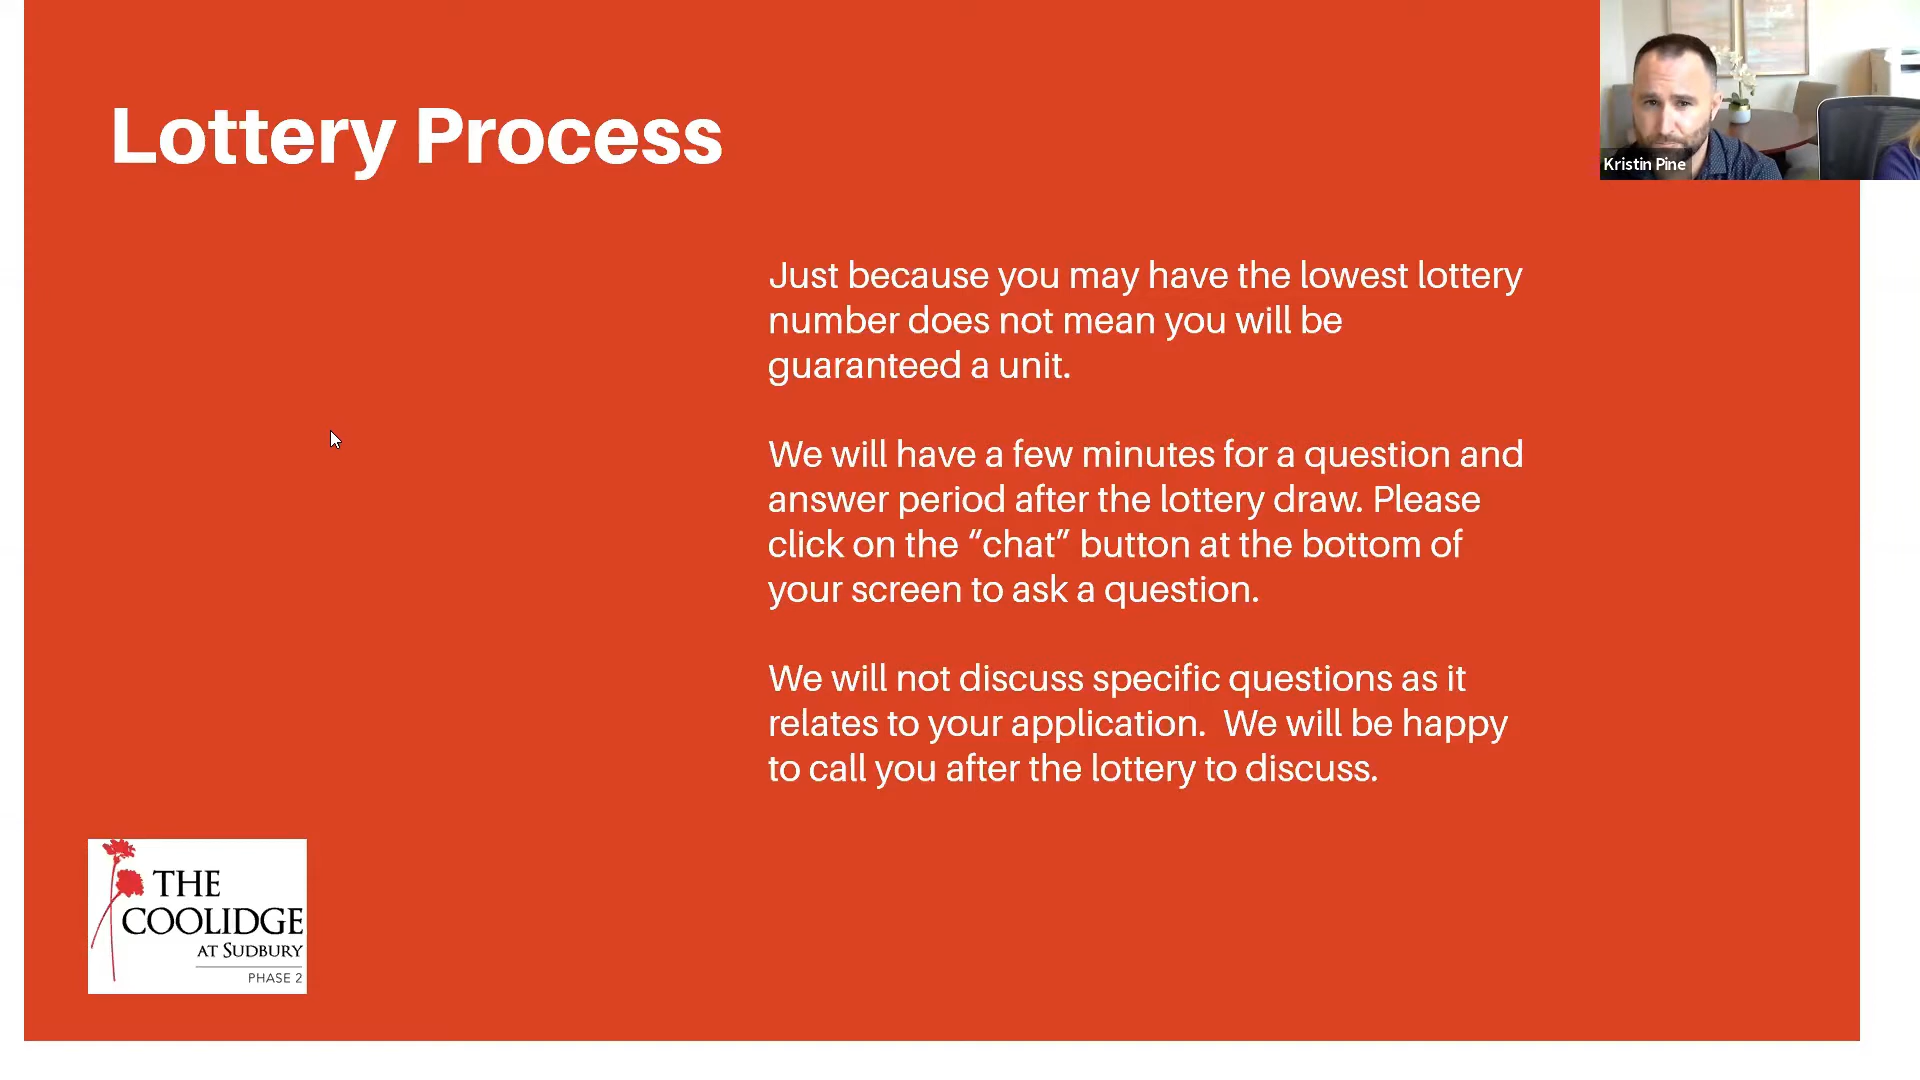 Lottery Process
Kristin Pine
Just because you may have the lowest lottery
number does not mean you will be
guaranteed a unit.
We will have a few minutes for a question and
answer period after the lottery draw. Please
click on the “chat” button at the bottom of
your screen to ask a question.
We will not discuss specific questions as it
relates to your application.  We will be happy
to call you after the lottery to discuss.
THE
COOLIDGE
AT SUDBURY
PHASE 2